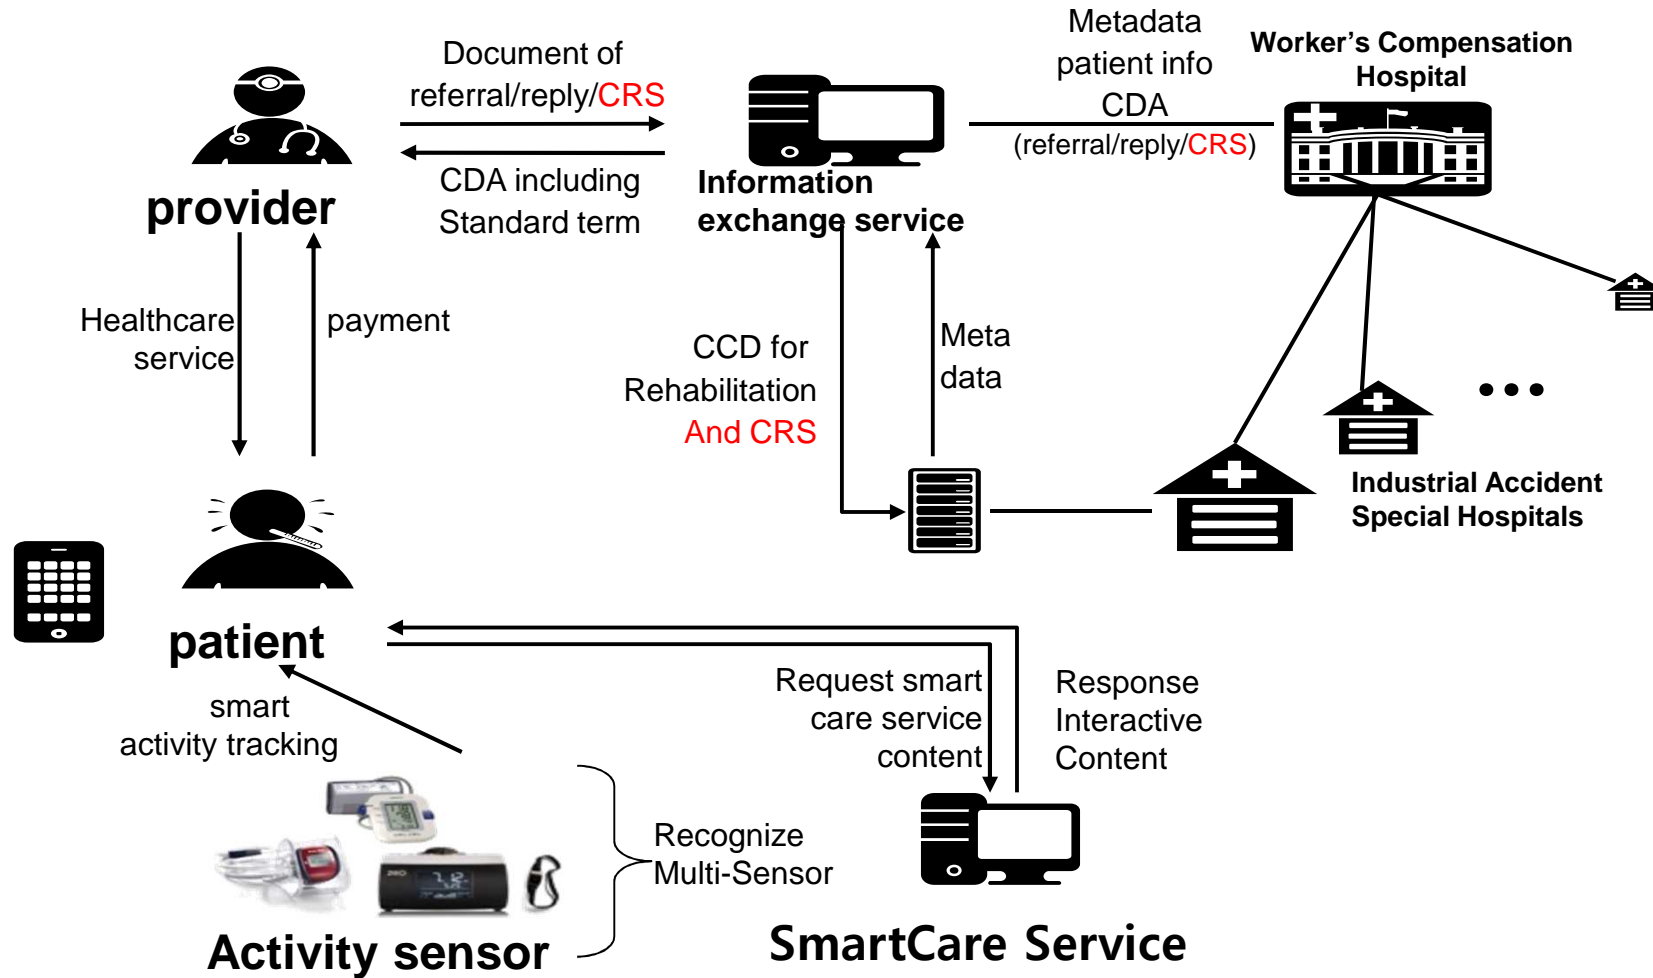 Document of
referral/reply/CRS
Metadata
patient info
CDA
(referral/reply/CRS)
Worker’s Compensation
Hospital
provider
CDA including
Standard term
Information
exchange service
Healthcare
service
payment
CCD for
Rehabilitation
And CRS
Meta
data
...
Industrial Accident
Special Hospitals
patient
smart
activity tracking
Request smart
care service
content
Response
Interactive
Content
Recognize
Multi-Sensor
Activity sensor
SmartCare Service